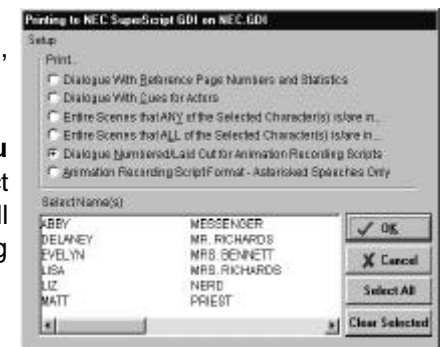 Printing to NEC SuperScript GDI on NEC.GDI
Setup
Print...
Dialogue With Reference Page Numbers and Statistics
Dialogue With Cues for Actors
Entire Scenes that ANY of the Selected Character(s) is/are in...
Entire Scenes that ALL of the Selected Character(s) is/are in...
Dialogue Numbered/Laid Out for Animation Recording Scripts
Animation Recording Script Format - Asterisked Speeches Only
Select Name(s)
ABBY MESSENGER
DELANEY MR. RICHARDS
EVELYN MRS. BENNETT
LISA MRS. RICHARDS
LIZ NERD
MATT PRIEST
OK
Cancel
Select All
Clear Selected